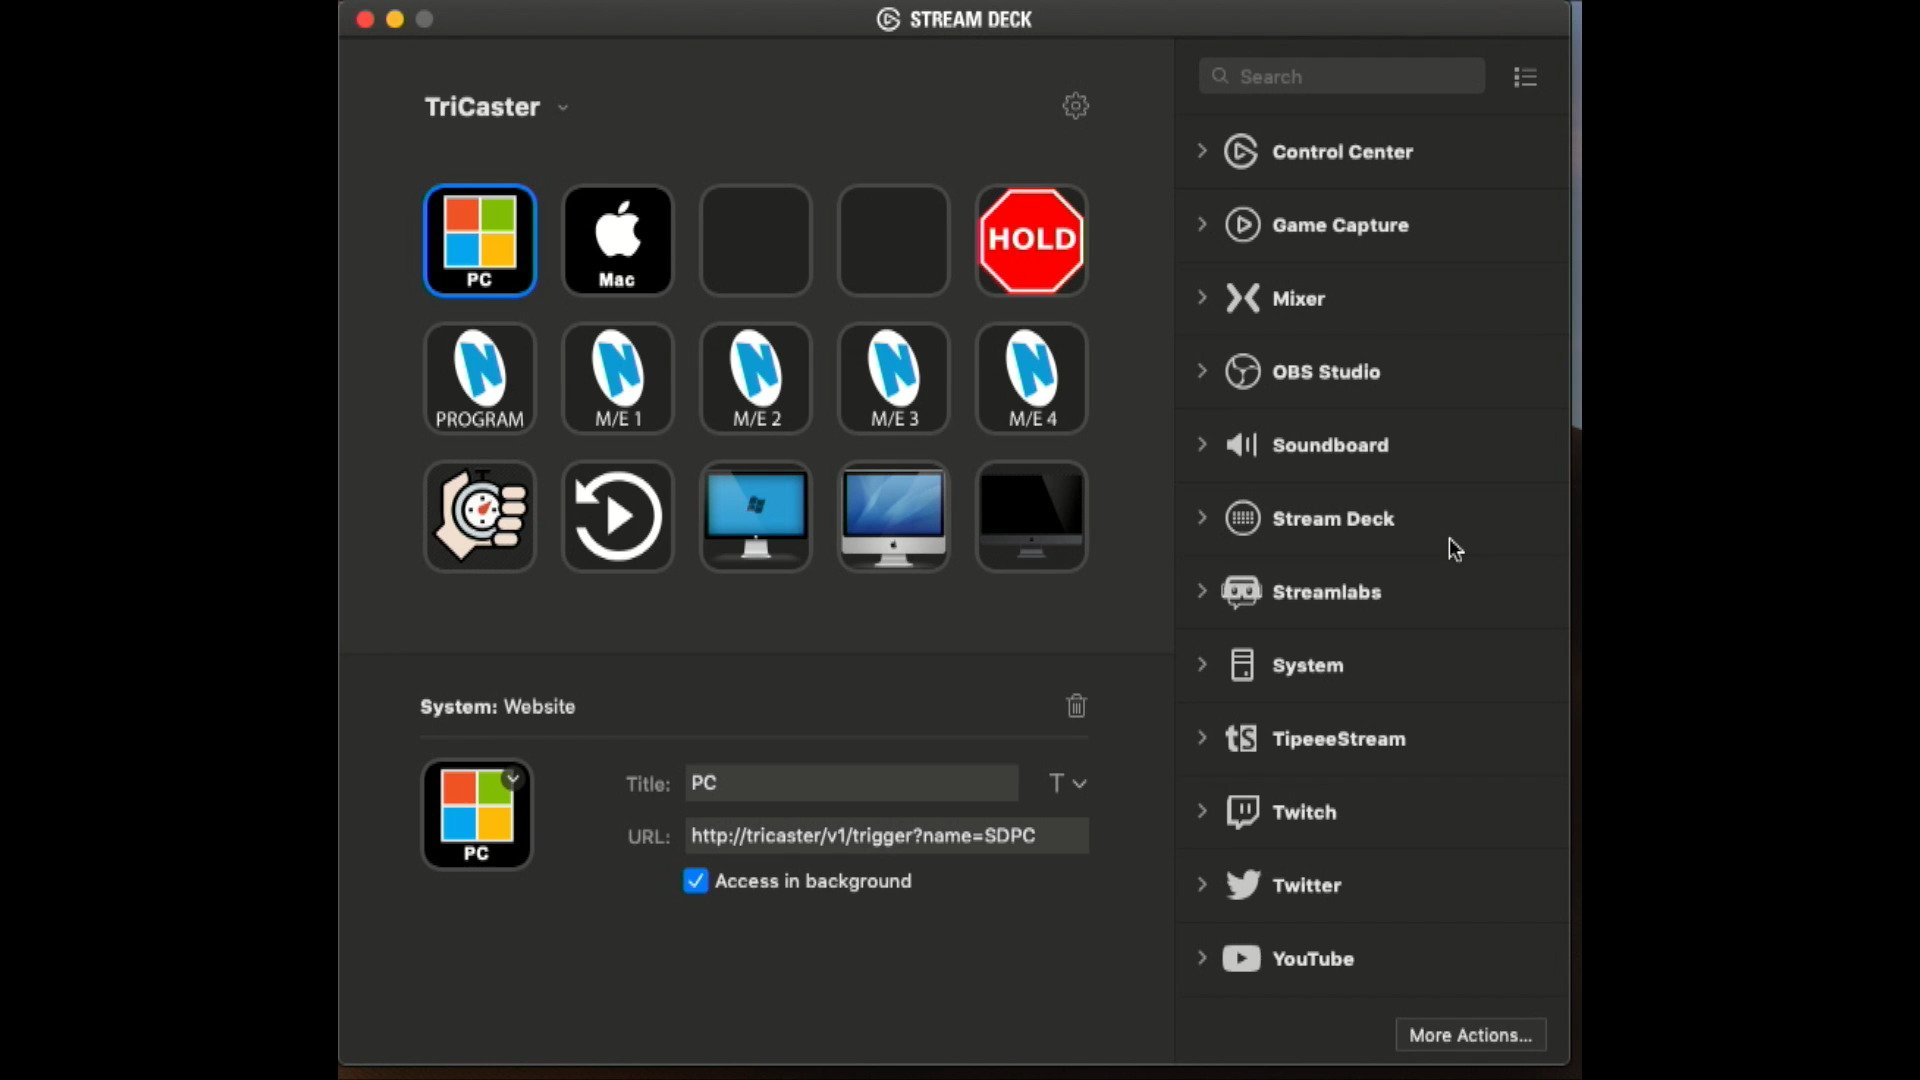 STREAM DECK
TriCaster
PC
Mac
HOLD
PROGRAM
M/E 1
M/E 2
M/E 3
M/E 4
System: Website
PC
Title: PC
T
URL: http://tricaster/v1/trigger?name=SDPC
Access in background
Search
Control Center
Game Capture
Mixer
OBS Studio
Soundboard
Stream Deck
Streamlabs
System
TipeeeStream
Twitch
Twitter
YouTube
More Actions...